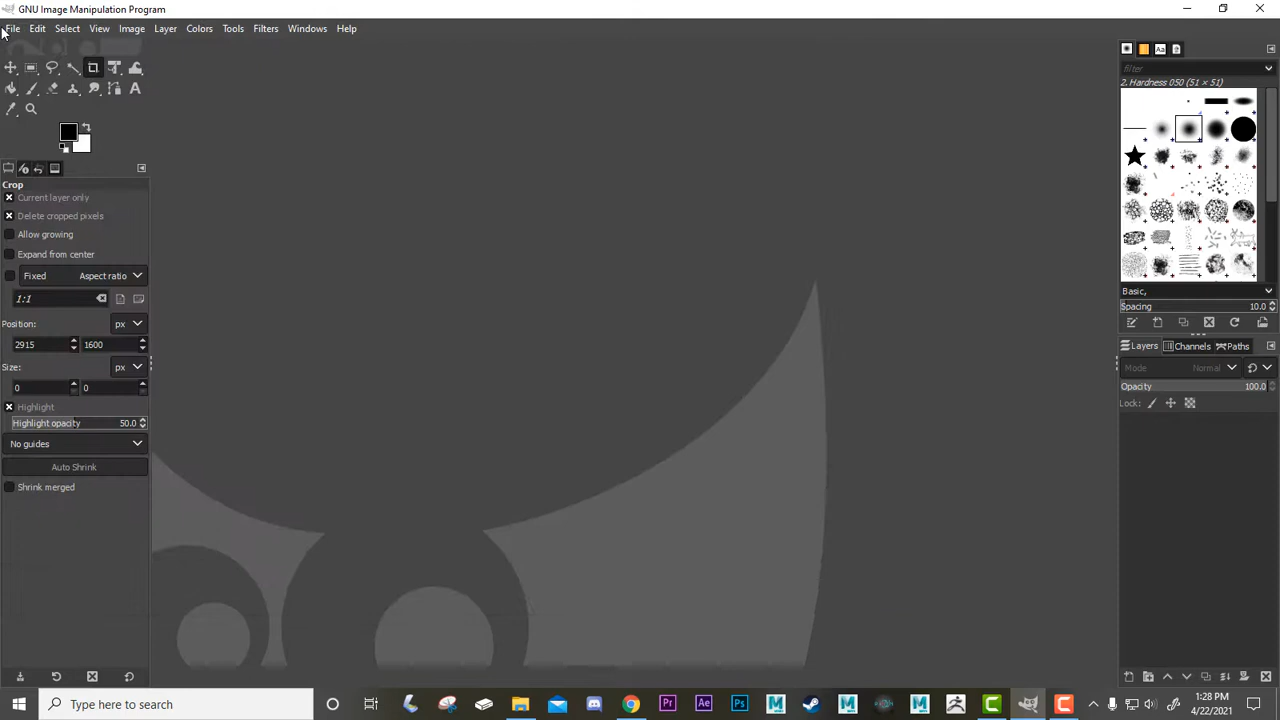 GNU Image Manipulation Program
File Edit Select View Image Layer Colors Tools Filters Windows Help
filter
2. Hardness 050 (51 × 51)
Crop
Current layer only
Delete cropped pixels
Allow growing
Expand from center
Fixed Aspect ratio
1:1
Position: px
2915 1600
Size: px
0 0
Highlight
Highlight opacity 50.0
No guides
Auto Shrink
Shrink merged
Basic,
Spacing 10.0
Layers Channels Paths
Mode Normal
Opacity 100.0
Lock:
Type here to search
Pr Ae Ps
1:28 PM
4/22/2021